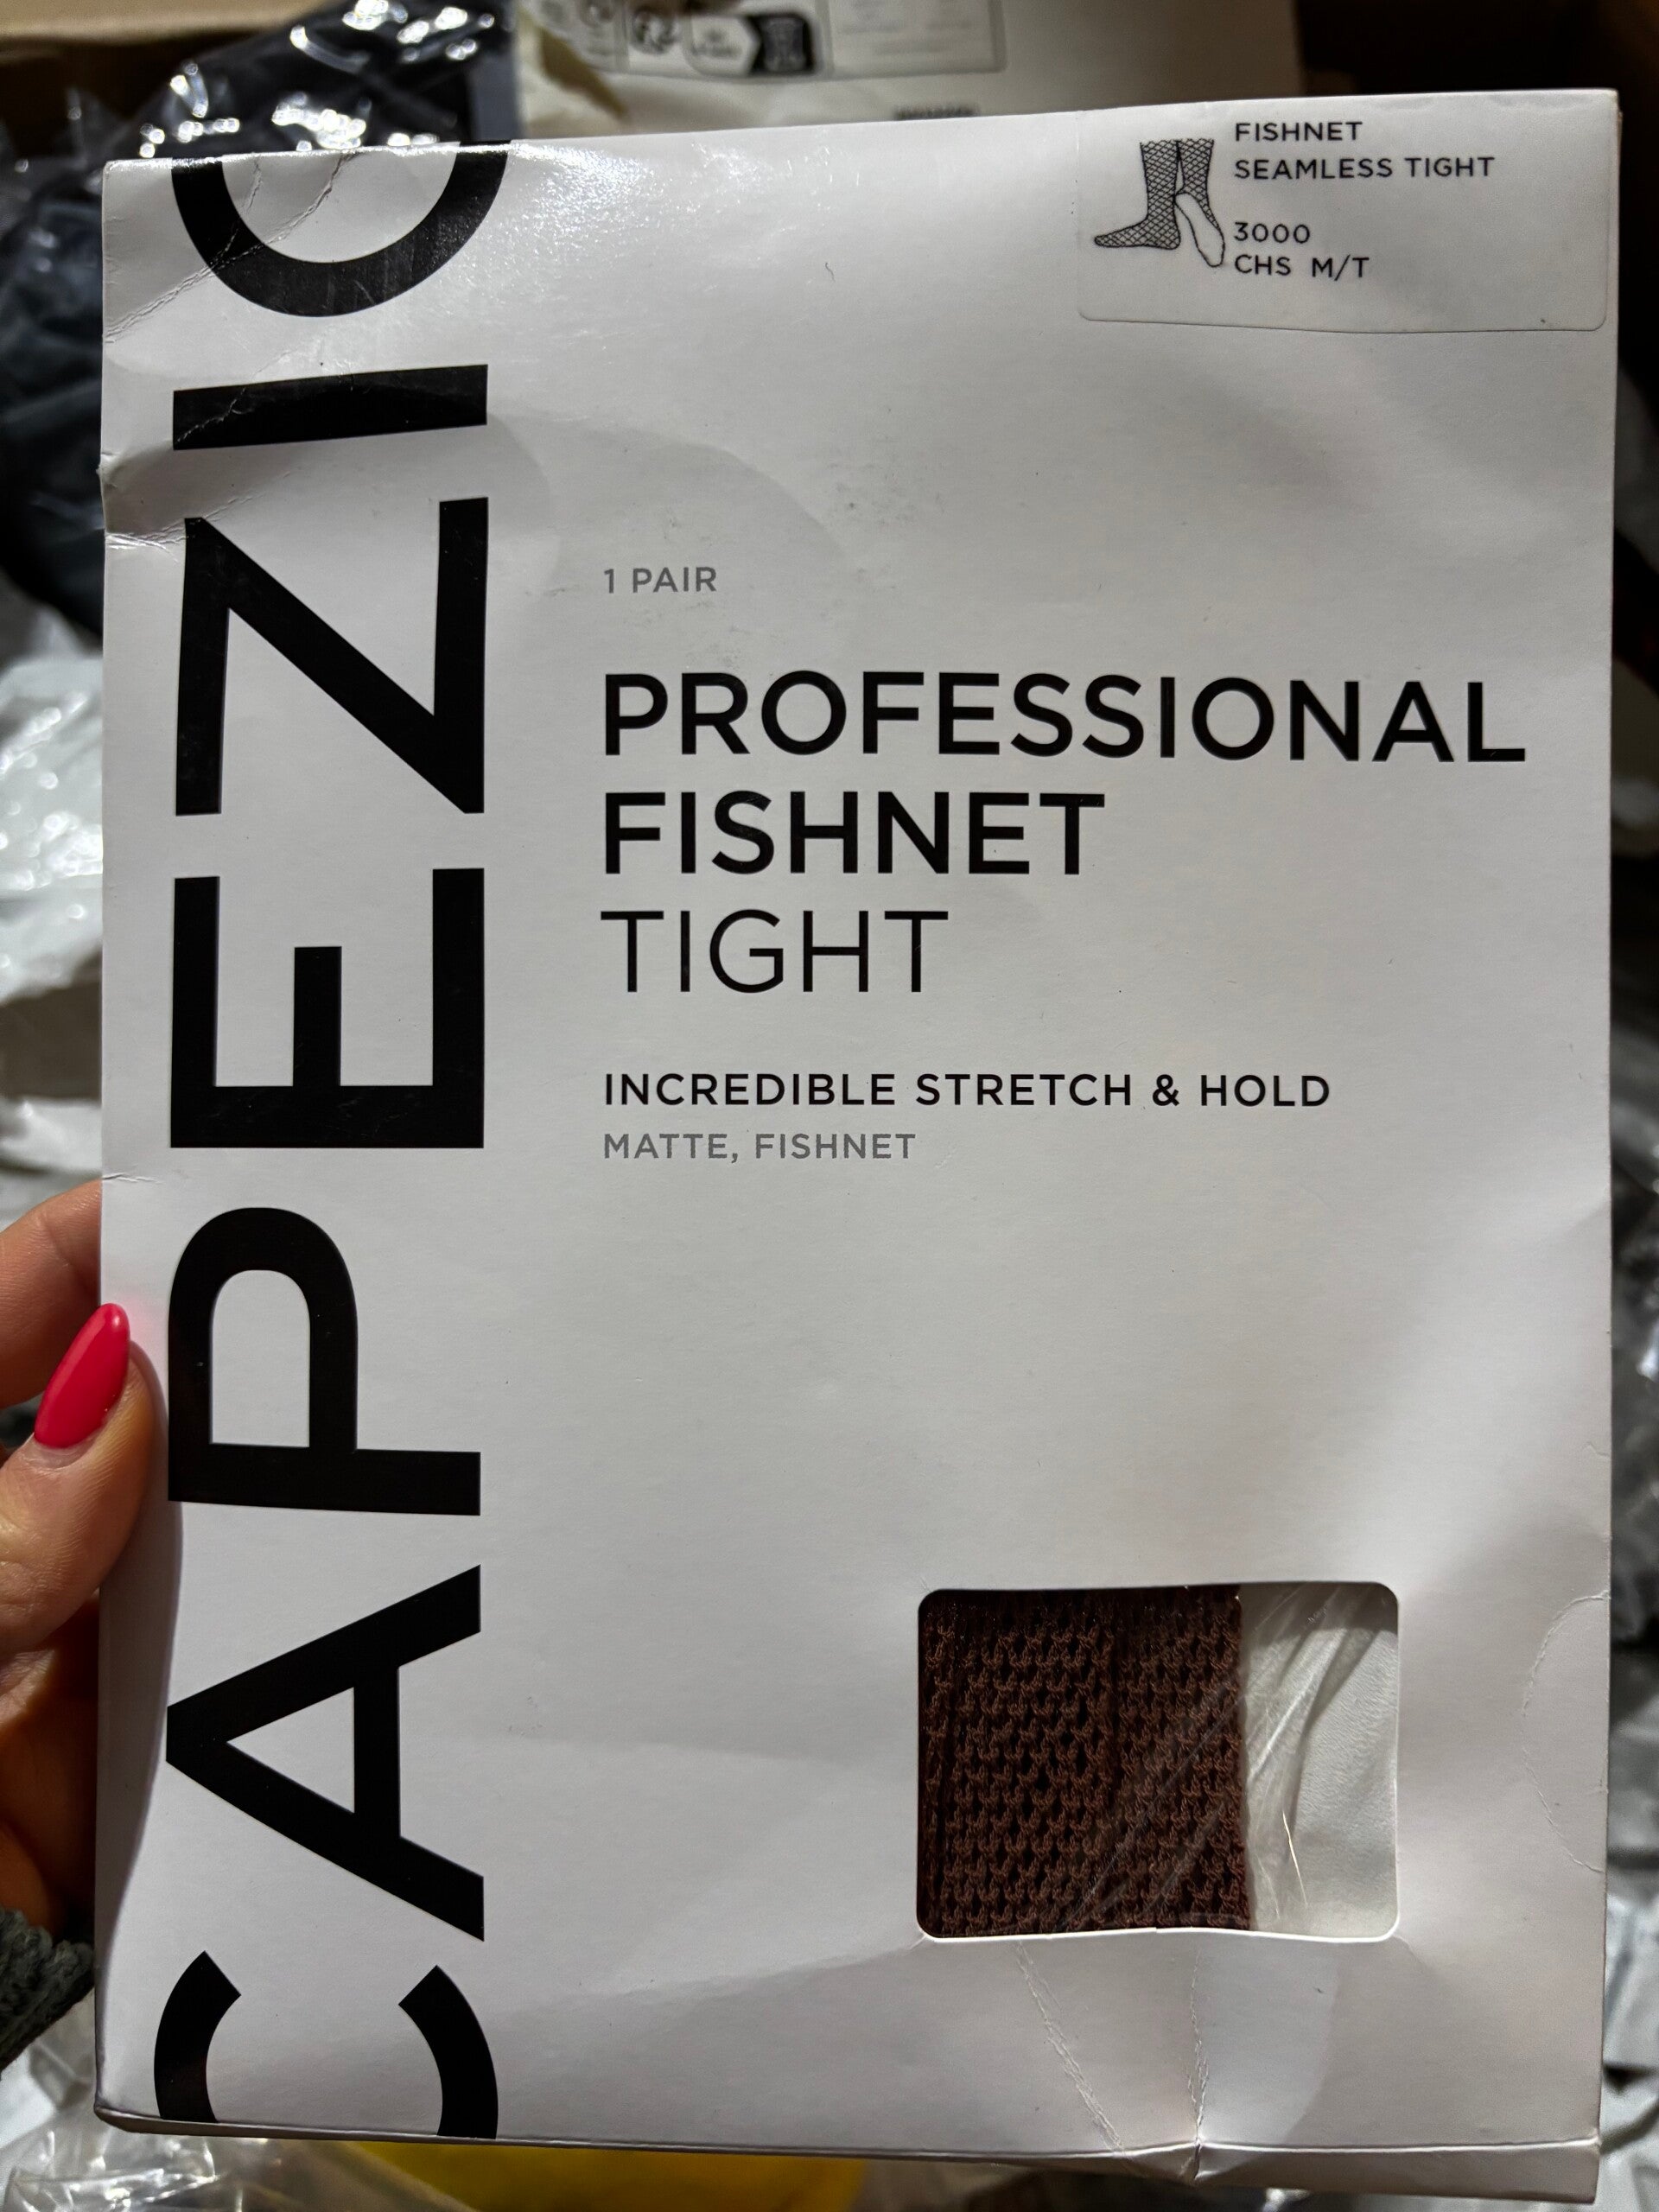 CAPEZIO
FISHNET
SEAMLESS TIGHT
3000
CHS M/T
1 PAIR
PROFESSIONAL
FISHNET
TIGHT
INCREDIBLE STRETCH & HOLD
MATTE, FISHNET